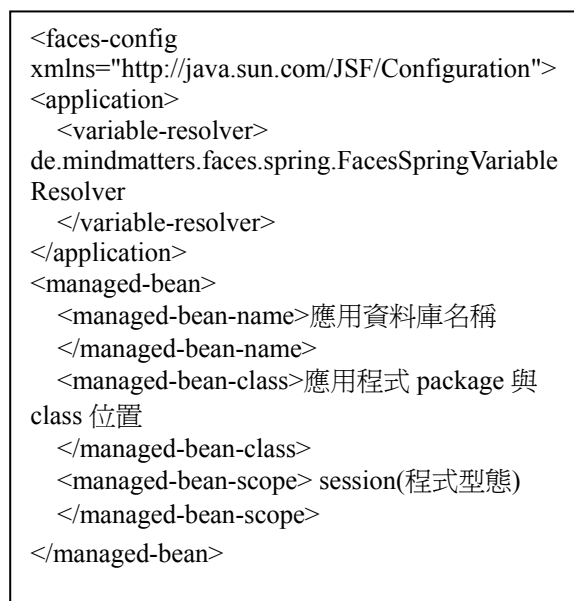 <faces-config
xmlns="http://java.sun.com/JSF/Configuration">
<application>
<variable-resolver>
de.mindmatters.faces.spring.FacesSpringVariable
Resolver
</variable-resolver>
</application>
<managed-bean>
<managed-bean-name>應用資料庫名稱
</managed-bean-name>
<managed-bean-class>應用程式 package 與
class 位置
</managed-bean-class>
<managed-bean-scope> session(程式型態)
</managed-bean-scope>
</managed-bean>